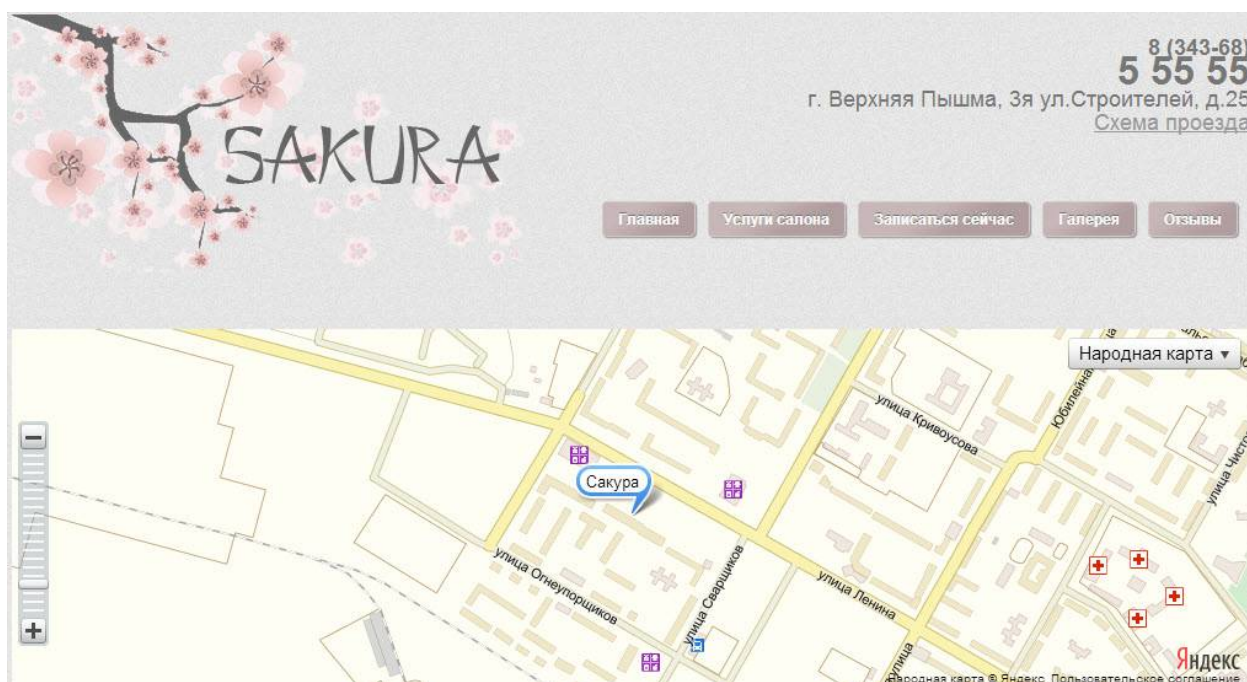 8 (343-68)
5 55 55
г. Верхняя Пышма, 3я ул.Строителей, д.25
Схема проезда
SAKURA
Главная
Услуги салона
Записаться сейчас
Галерея
Отзывы
Народная карта
улица Кривоусова
Юбилейная
улица Чисто
Сакура
улица Огнеупорщиков
улица Сварщиков
улица Ленина
улица
Яндекс
Народная карта © Яндекс Пользовательское соглашение